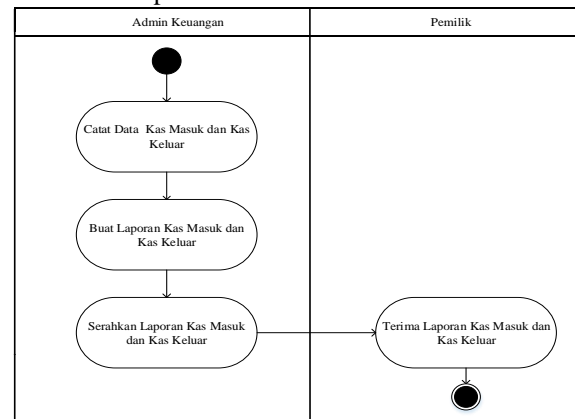 Admin Keuangan
Pemilik
Catat Data Kas Masuk dan Kas
Keluar
Buat Laporan Kas Masuk dan
Kas Keluar
Serahkan Laporan Kas Masuk
dan Kas Keluar
Terima Laporan Kas Masuk dan
Kas Keluar